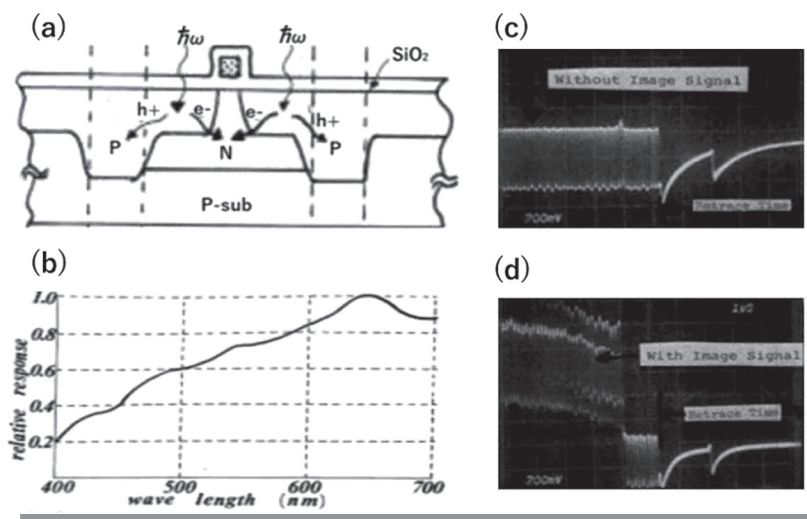 (a)
ħω ħω
SiO₂
h+ e- e- h+
P N P
P-sub
(b)
relative response
1.0
0.8
0.6
0.4
0.2
400 500 600 700
wave length (nm)
(c)
Without Image Signal
Retrace Time
200mV
(d)
1μS
With Image Signal
Retrace Time
200mV